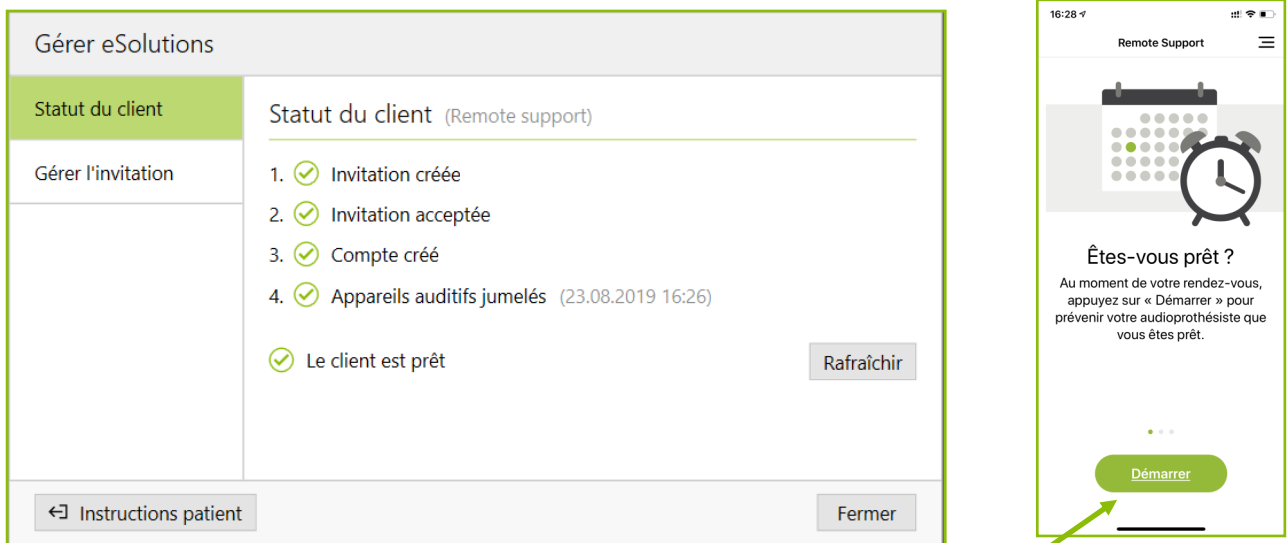 Gérer eSolutions
Statut du client
Gérer l'invitation
Statut du client (Remote support)
1. Invitation créée
2. Invitation acceptée
3. Compte créé
4. Appareils auditifs jumelés (23.08.2019 16:26)
Le client est prêt
Rafraîchir
Instructions patient
Fermer
16:28
Remote Support
Êtes-vous prêt ?
Au moment de votre rendez-vous,
appuyez sur « Démarrer » pour
prévenir votre audioprothésiste que
vous êtes prêt.
Démarrer